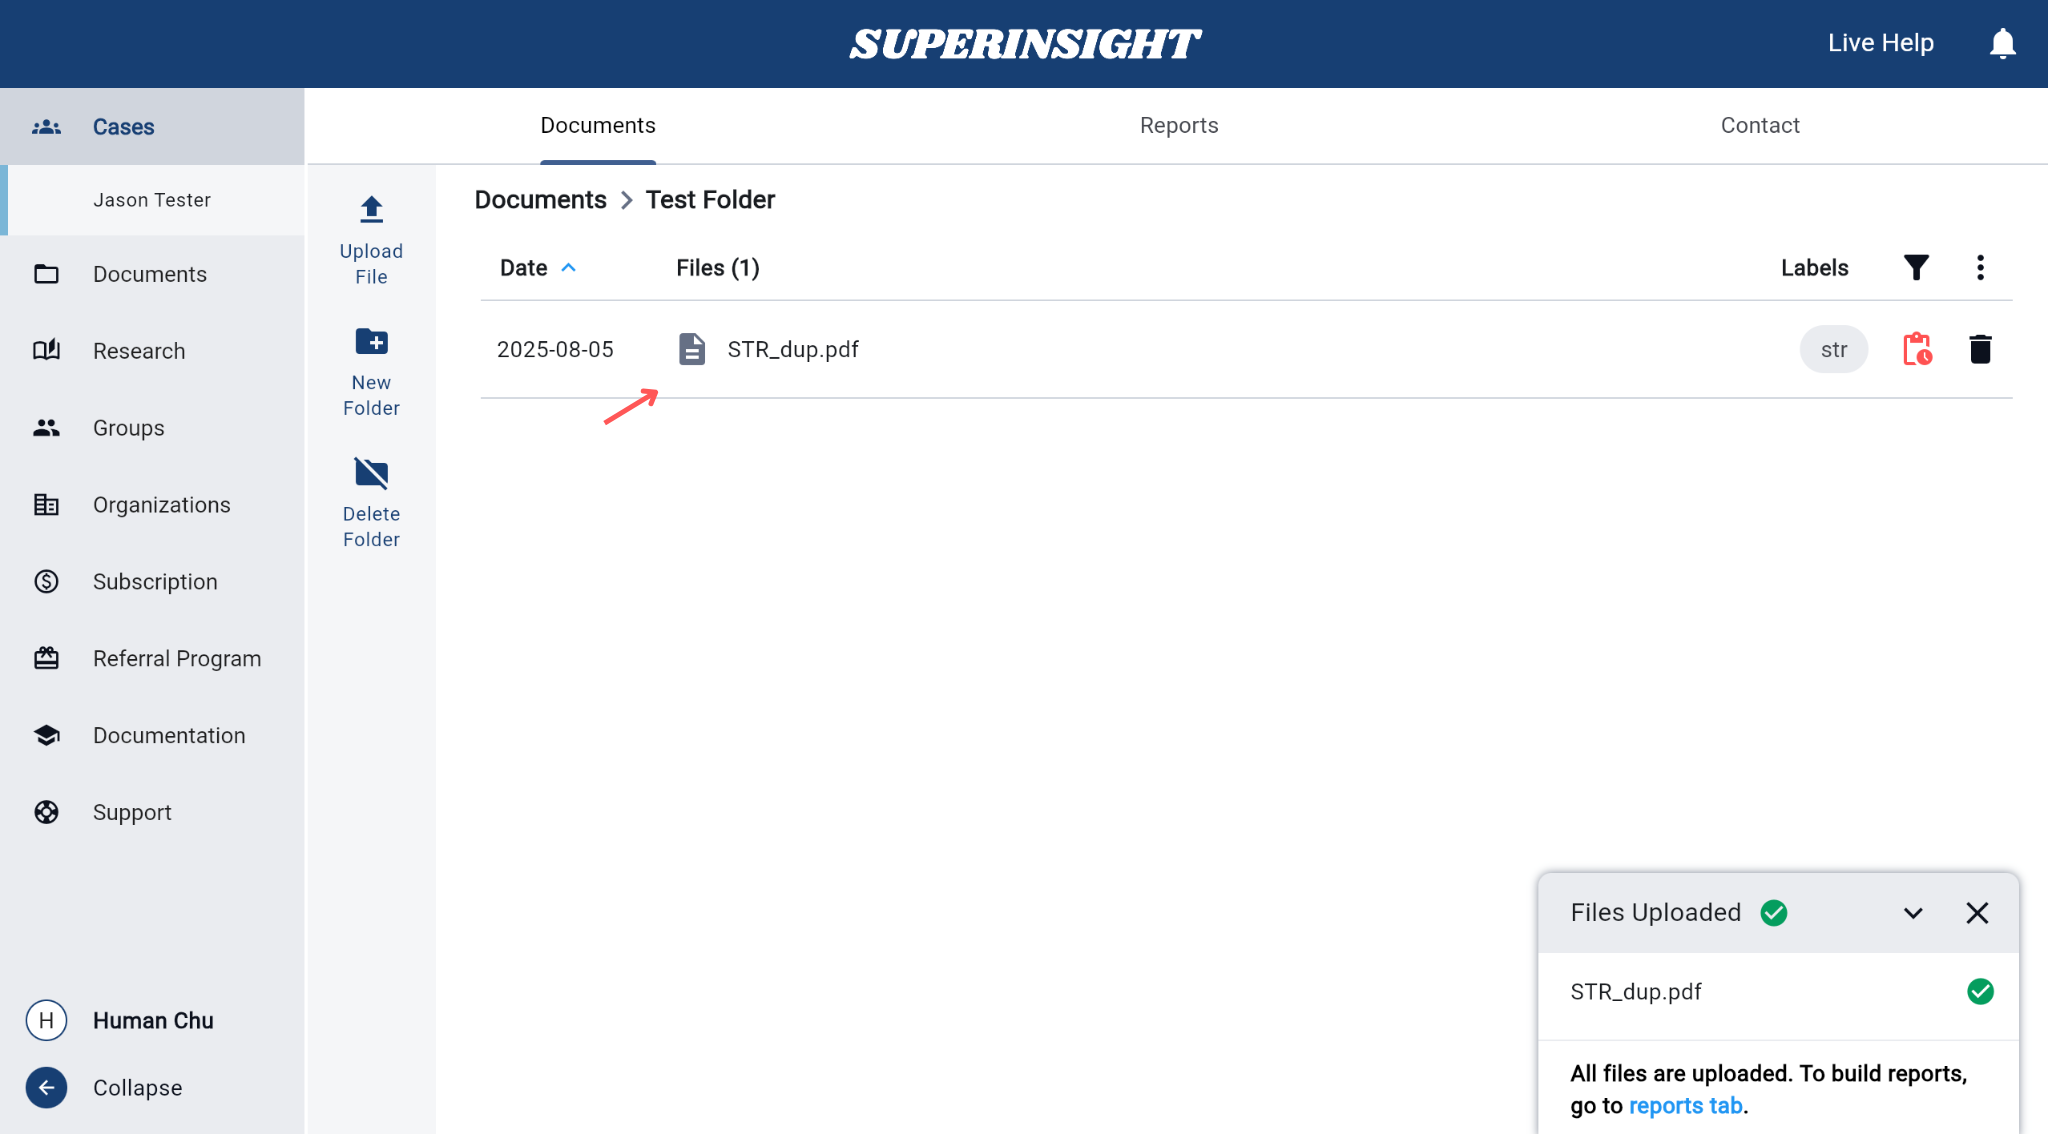 SUPERINSIGHT
Live Help
Cases
Jason Tester
Documents
Research
Groups
Organizations
Subscription
Referral Program
Documentation
Support
H Human Chu
Collapse
Documents
Reports
Contact
Upload
File
New
Folder
Delete
Folder
Documents > Test Folder
Date Files (1) Labels
2025-08-05 STR_dup.pdf str
Files Uploaded
STR_dup.pdf
All files are uploaded. To build reports,
go to reports tab.